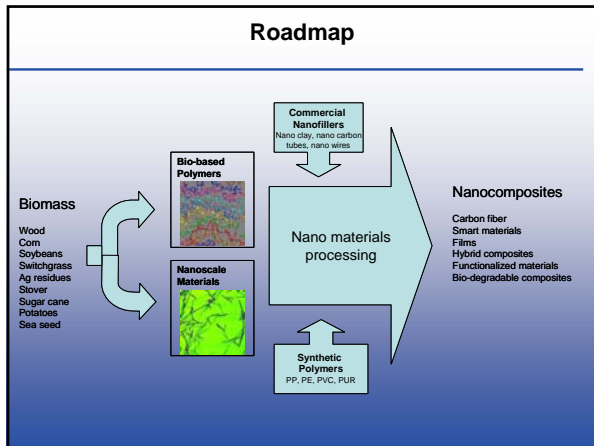 Roadmap
Commercial
Nanofillers
Nano clay, nano carbon
tubes, nano wires
Bio-based
Polymers
Biomass
Wood
Corn
Soybeans
Switchgrass
Ag residues
Stover
Sugar cane
Potatoes
Sea seed
Nanoscale
Materials
Nano materials
processing
Synthetic
Polymers
PP, PE, PVC, PUR
Nanocomposites
Carbon fiber
Smart materials
Films
Hybrid composites
Functionalized materials
Bio-degradable composites